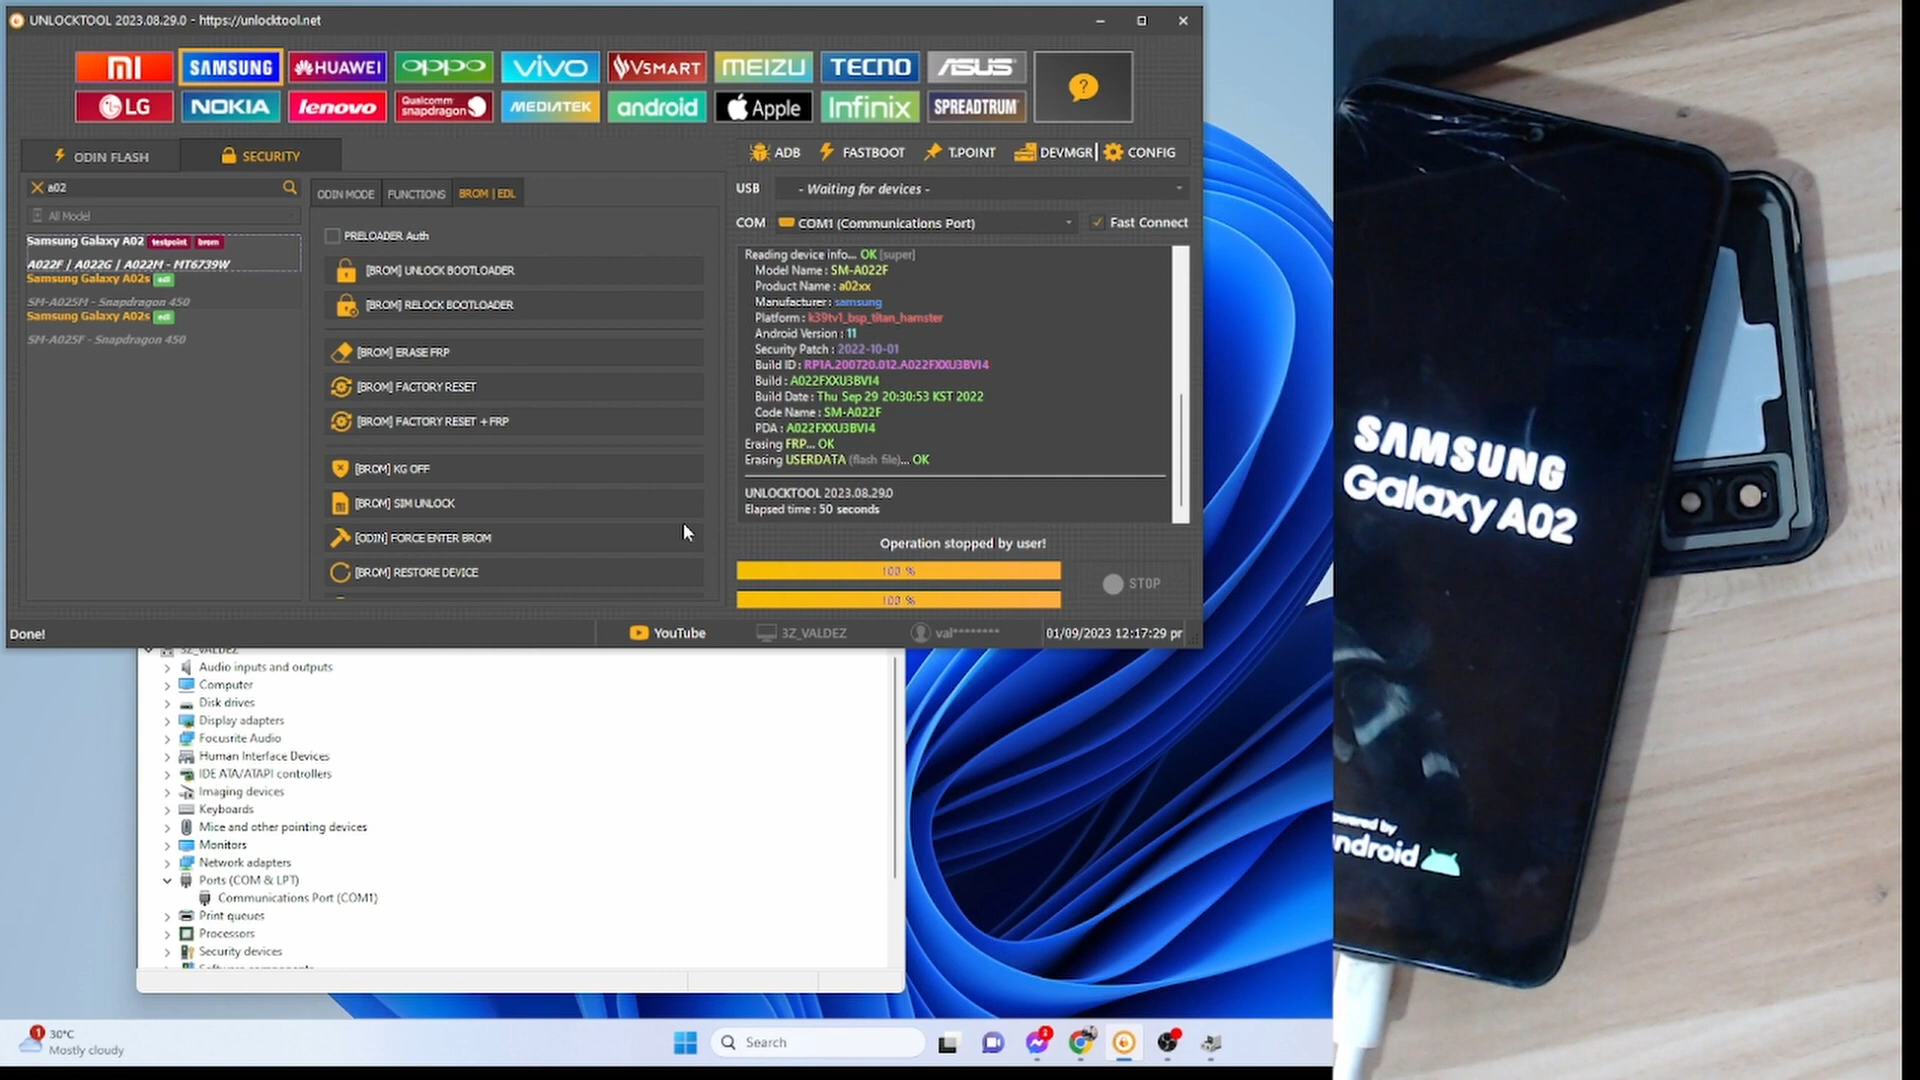 UNLOCKTOOL 2023.08.29.0 - https://unlocktool.net
MI
SAMSUNG
HUAWEI
oppo
vivo
VSMART
MEIZU
TECNO
ASUS
?
LG
NOKIA
lenovo
Qualcomm snapdragon
MEDIATEK
android
Apple
Infinix
SPREADTRUM
ODIN FLASH
SECURITY
ADB
FASTBOOT
T.POINT
DEVMGR
CONFIG
a02
All Model
Samsung Galaxy A02 testpoint brom
A022F | A022G | A022M - MT6739W
Samsung Galaxy A02s edl
SM-A025M - Snapdragon 450
Samsung Galaxy A02s edl
SM-A025F - Snapdragon 450
ODIN MODE
FUNCTIONS
BROM | EDL
PRELOADER Auth
[BROM] UNLOCK BOOTLOADER
[BROM] RELOCK BOOTLOADER
[BROM] ERASE FRP
[BROM] FACTORY RESET
[BROM] FACTORY RESET + FRP
[BROM] KG OFF
[BROM] SIM UNLOCK
[ODIN] FORCE ENTER BROM
[BROM] RESTORE DEVICE
USB - Waiting for devices -
COM COM1 (Communications Port)
Fast Connect
Reading device info... OK [super]
Model Name : SM-A022F
Product Name : a02xx
Manufacturer : samsung
Platform : k39tv1_bsp_titan_hamster
Android Version : 11
Security Patch : 2022-10-01
Build ID : RP1A.200720.012.A022FXXU3BVI4
Build : A022FXXU3BVI4
Build Date : Thu Sep 29 20:30:53 KST 2022
Code Name : SM-A022F
PDA : A022FXXU3BVI4
Erasing FRP... OK
Erasing USERDATA (flash file)... OK
UNLOCKTOOL 2023.08.29.0
Elapsed time : 50 seconds
Operation stopped by user!
100 %
100 %
STOP
Done!
YouTube
3Z_VALDEZ
val********
01/09/2023 12:17:29 pr
3Z_VALDEZ
Audio inputs and outputs
Computer
Disk drives
Display adapters
Focusrite Audio
Human Interface Devices
IDE ATA/ATAPI controllers
Imaging devices
Keyboards
Mice and other pointing devices
Monitors
Network adapters
Ports (COM & LPT)
Communications Port (COM1)
Print queues
Processors
Security devices
Software components
1
30°C
Mostly cloudy
Search
2
SAMSUNG
Galaxy A02
owered by
ndroid